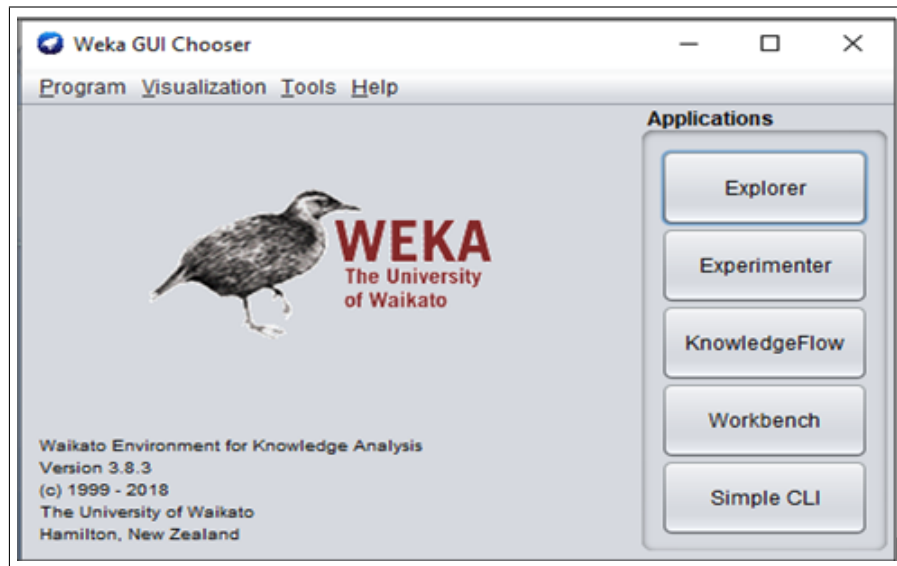 Weka GUI Chooser
Program Visualization Tools Help
Applications
Explorer
Experimenter
KnowledgeFlow
Workbench
Simple CLI
WEKA
The University
of Waikato
Waikato Environment for Knowledge Analysis
Version 3.8.3
(c) 1999 - 2018
The University of Waikato
Hamilton, New Zealand